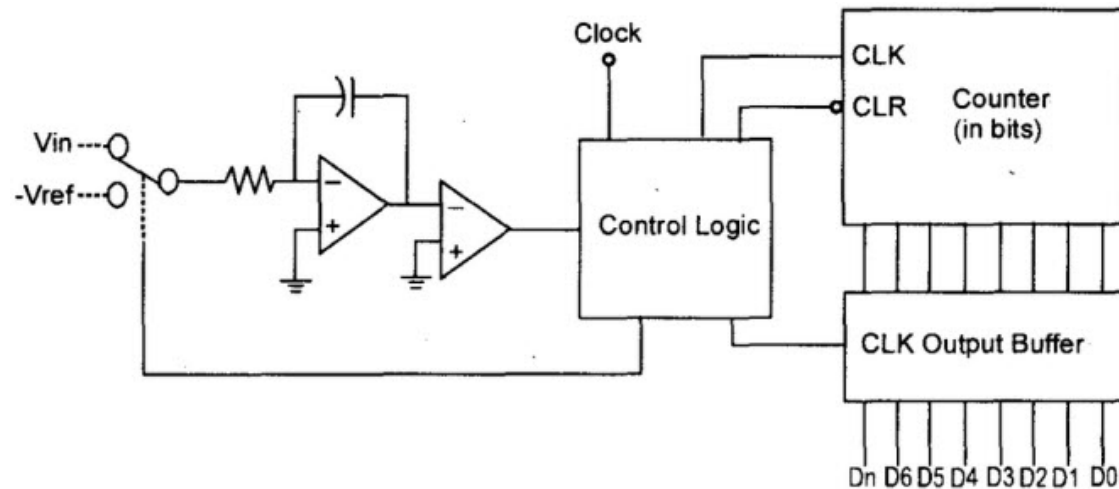 Clock
CLK
CLR
Counter
(in bits)
Vin
-Vref
−
+
−
+
Control Logic
CLK Output Buffer
Dn D6 D5 D4 D3 D2 D1 D0